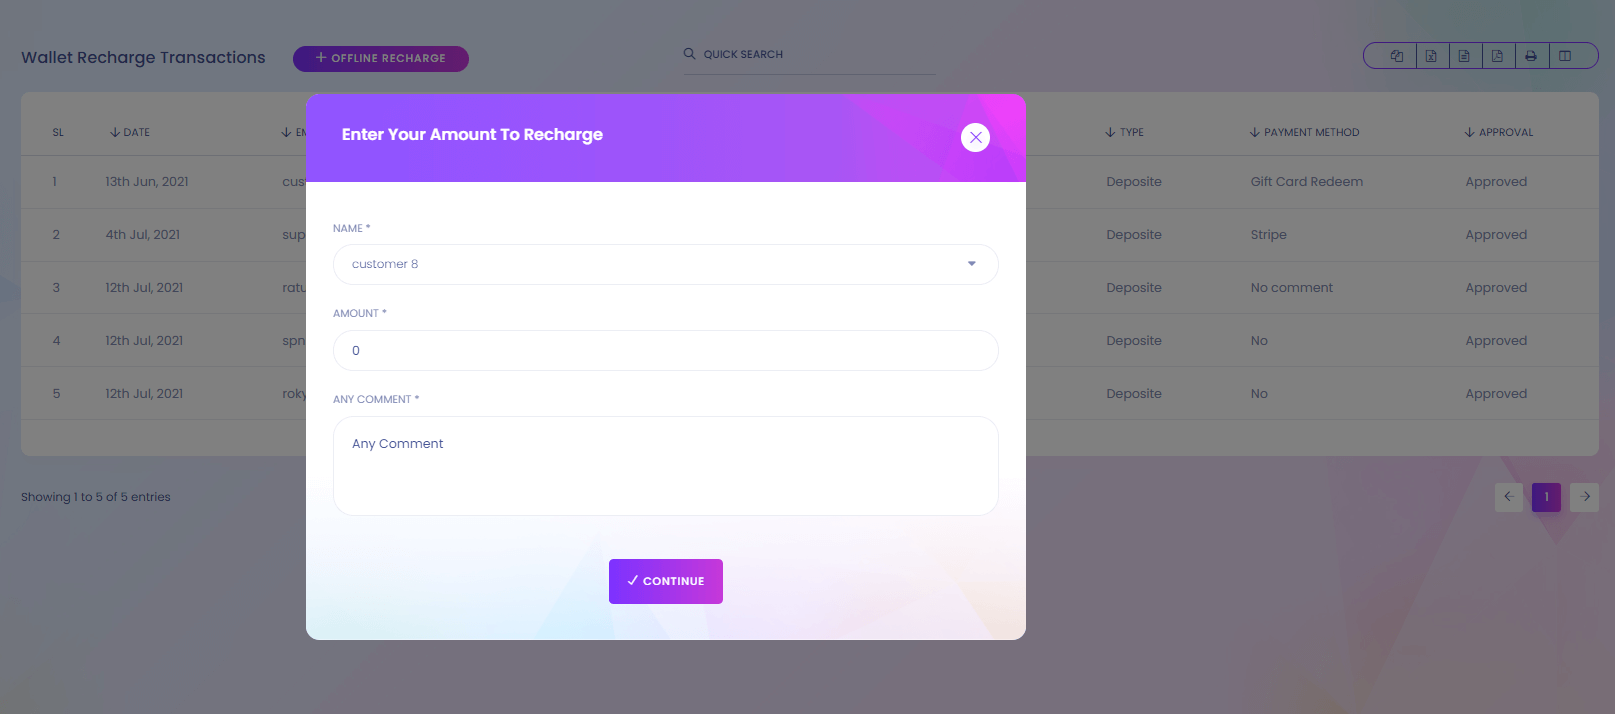 Wallet Recharge Transactions
OFFLINE RECHARGE
QUICK SEARCH
Enter Your Amount To Recharge
SL DATE EM TYPE PAYMENT METHOD APPROVAL
1 13th Jun, 2021 cus Deposite Gift Card Redeem Approved
2 4th Jul, 2021 sup Deposite Stripe Approved
3 12th Jul, 2021 ratu Deposite No comment Approved
4 12th Jul, 2021 spn Deposite No Approved
5 12th Jul, 2021 roky Deposite No Approved
NAME *
customer 8
AMOUNT *
0
ANY COMMENT *
Any Comment
CONTINUE
Showing 1 to 5 of 5 entries
1